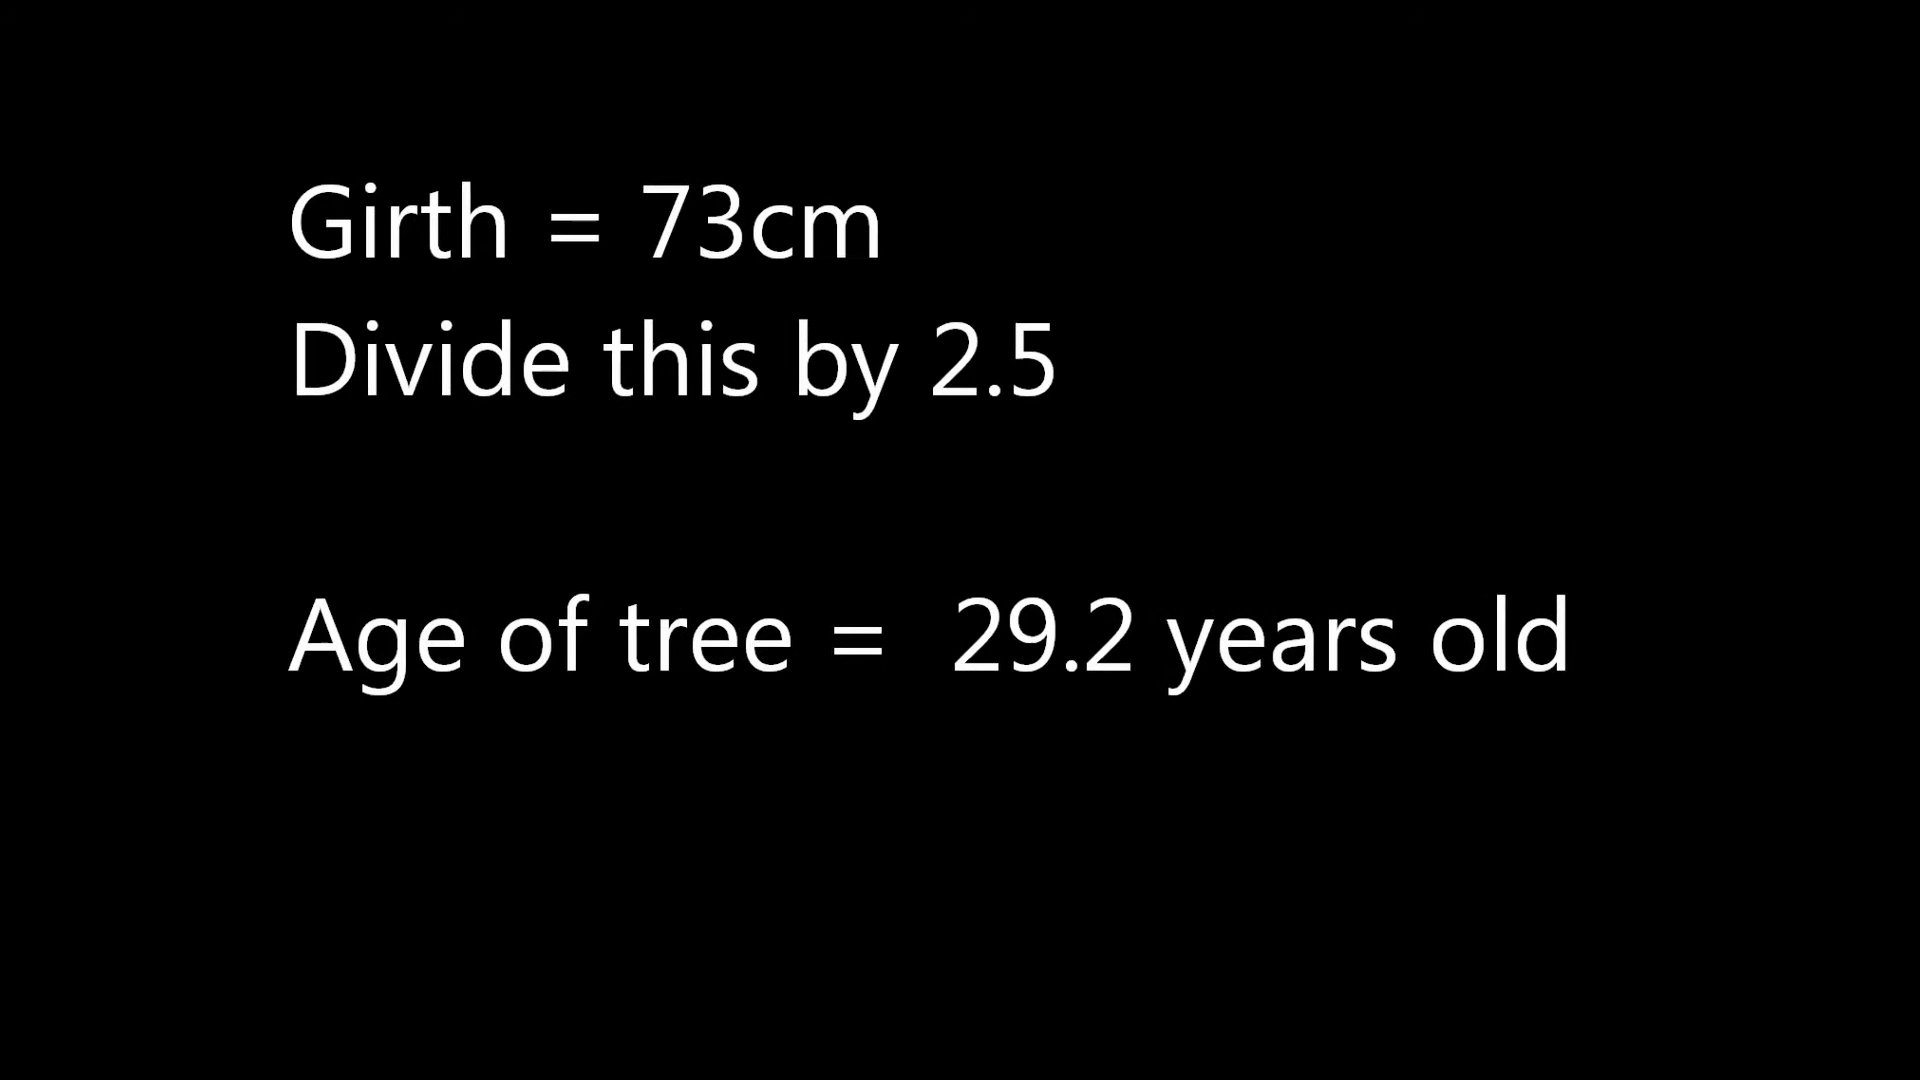 Girth = 73cm
Divide this by 2.5
Age of tree =  29.2 years old